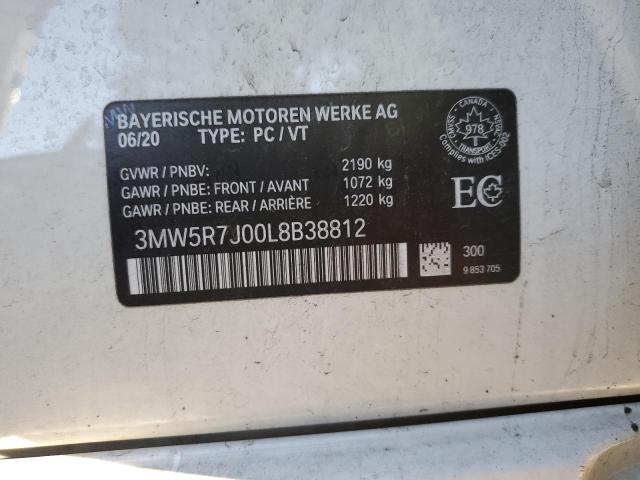 BAYERISCHE MOTOREN WERKE AG
06/20 TYPE: PC / VT
GVWR / PNBV: 2190 kg
GAWR / PNBE: FRONT / AVANT 1072 kg
GAWR / PNBE: REAR / ARRIÈRE 1220 kg
3MW5R7J00L8B38812
CANADA
978
TRANSPORT
Complies with ICES-002
EC
300
9 853 705